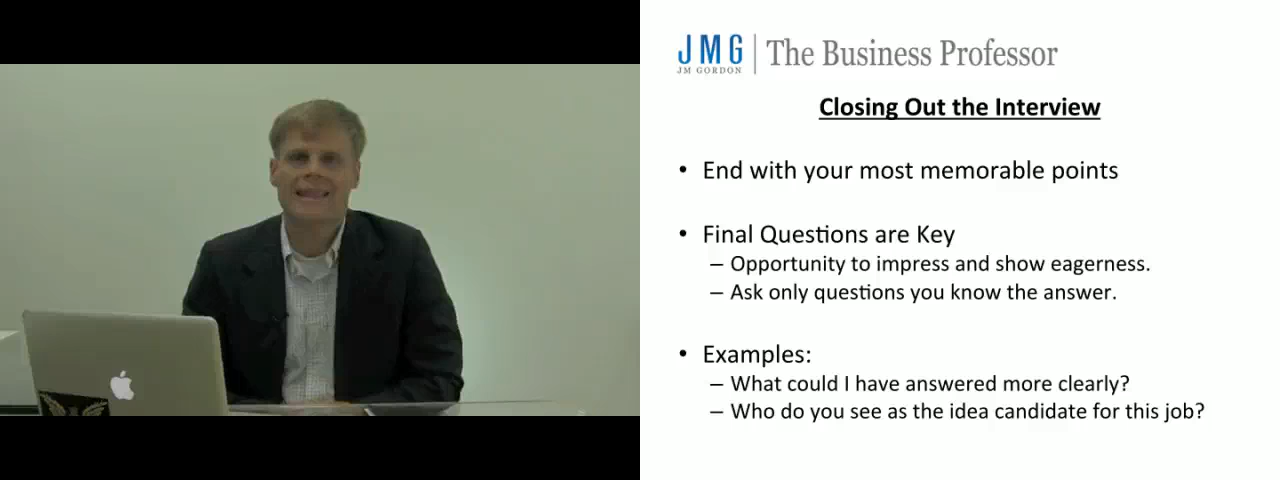 JMG | The Business Professor
JM GORDON
Closing Out the Interview
• End with your most memorable points
• Final Questions are Key
– Opportunity to impress and show eagerness.
– Ask only questions you know the answer.
• Examples:
– What could I have answered more clearly?
– Who do you see as the idea candidate for this job?